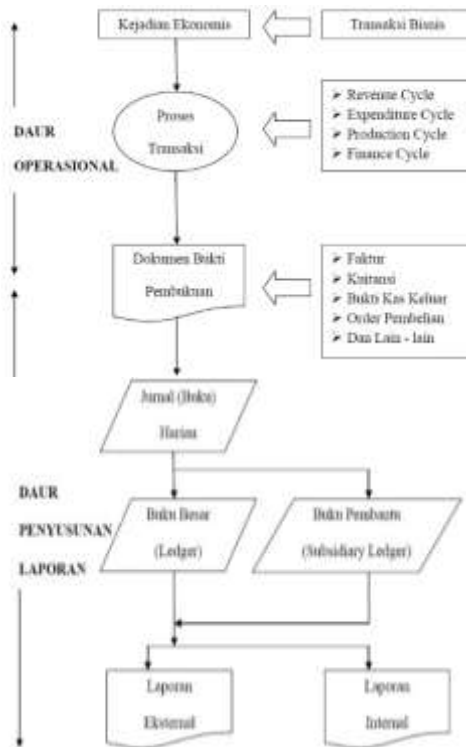 Kejadian Ekonomis
Transaksi Bisnis
Proses
Transaksi
➢ Revenue Cycle
➢ Expenditure Cycle
➢ Production Cycle
➢ Finance Cycle
DAUR
OPERASIONAL
Dokumen Bukti
Pembukuan
➢ Faktur
➢ Kuitansi
➢ Bukti Kas Keluar
➢ Order Pembelian
➢ Dan Lain - lain
Jurnal (Buku)
Harian
DAUR
PENYUSUNAN
LAPORAN
Buku Besar
(Ledger)
Buku Pembantu
(Subsidiary Ledger)
Laporan
Eksternal
Laporan
Internal